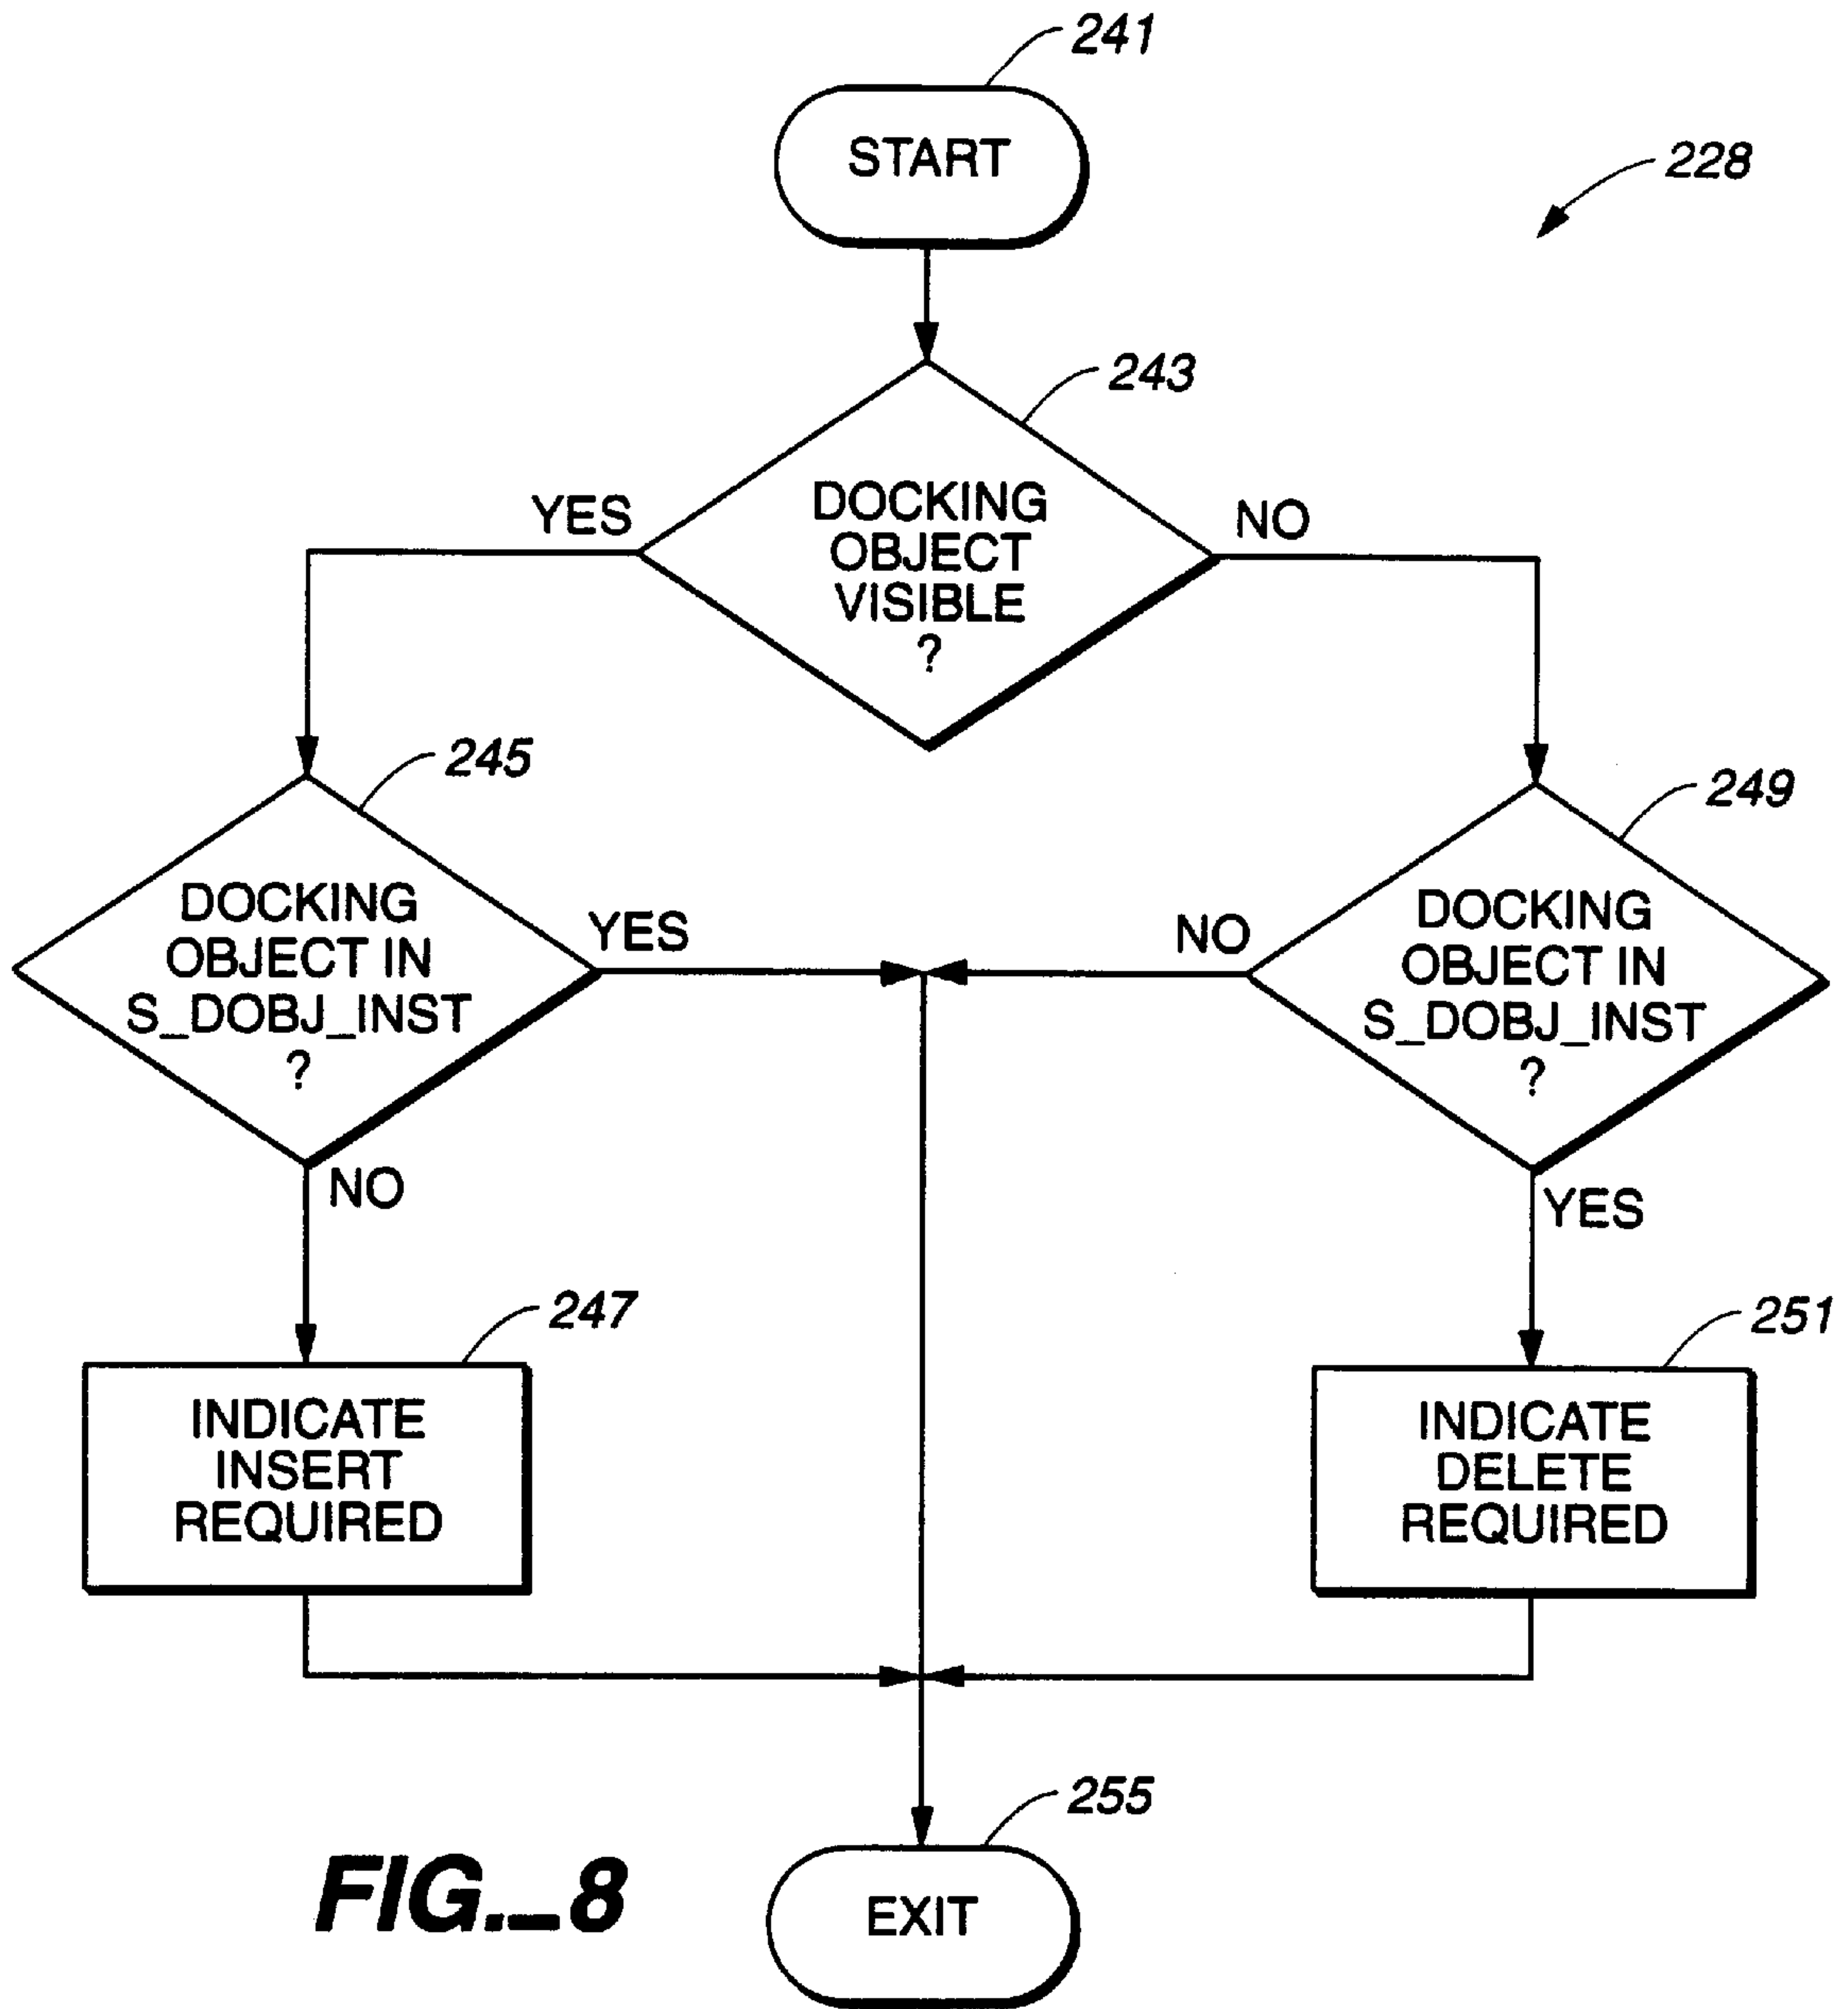 241
START
228
243
DOCKING
OBJECT
VISIBLE
?
YES
NO
245
DOCKING
OBJECT IN
S_DOBJ_INST
?
YES
NO
249
DOCKING
OBJECT IN
S_DOBJ_INST
?
NO
YES
247
INDICATE
INSERT
REQUIRED
251
INDICATE
DELETE
REQUIRED
255
EXIT
FIG._8